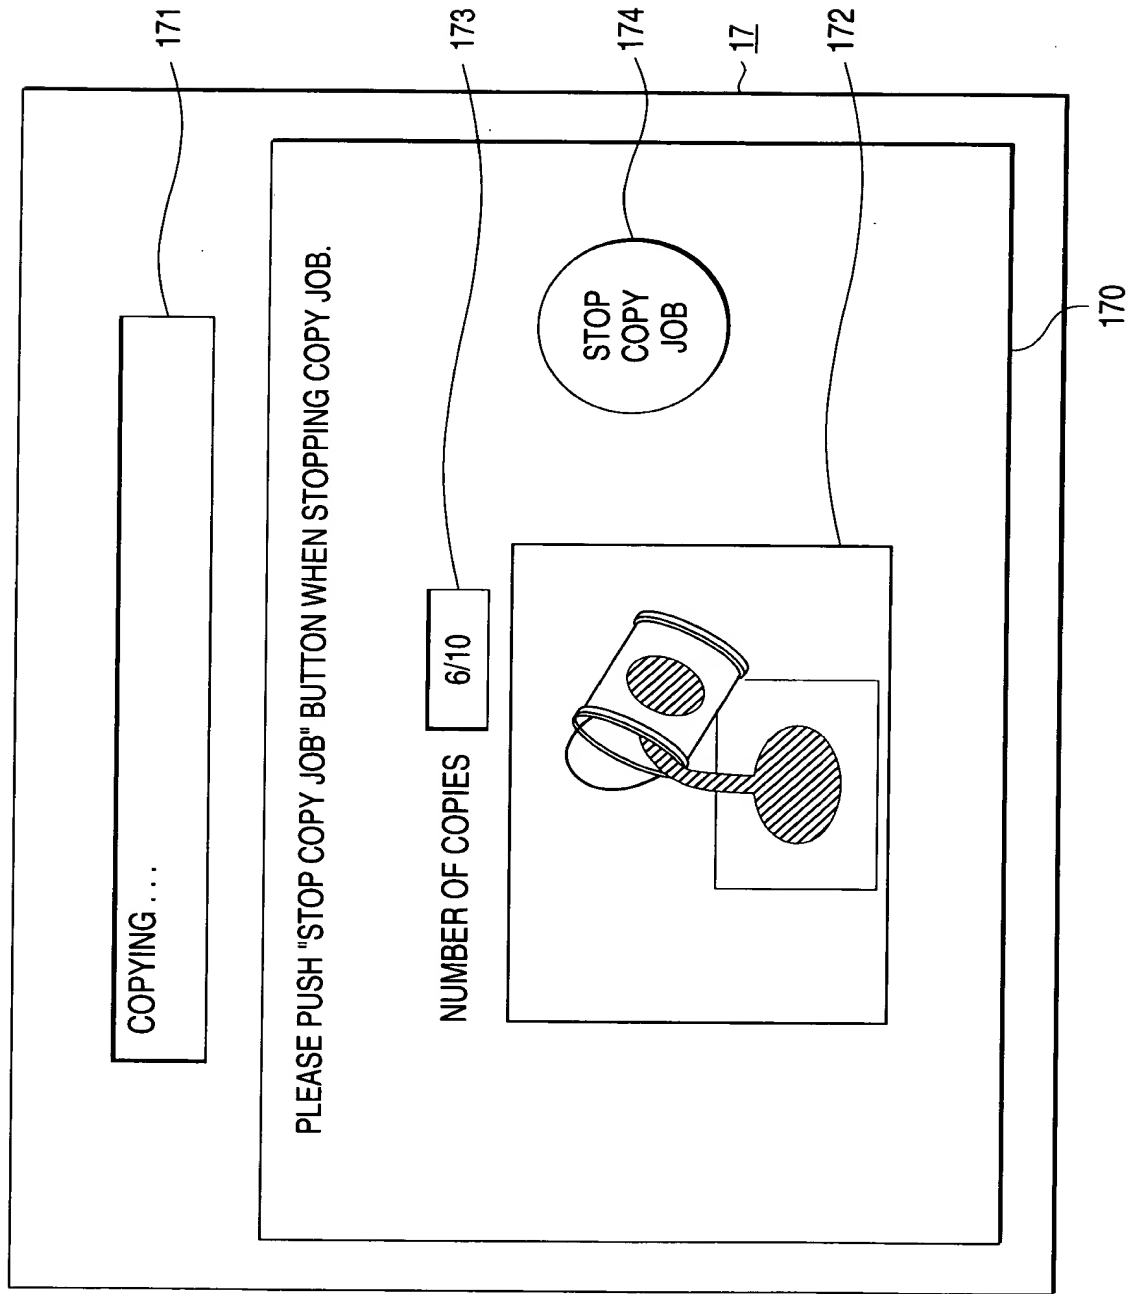 COPYING ...
PLEASE PUSH "STOP COPY JOB" BUTTON WHEN STOPPING COPY JOB.
NUMBER OF COPIES
6/10
STOP
COPY
JOB
171
173
174
17
172
170